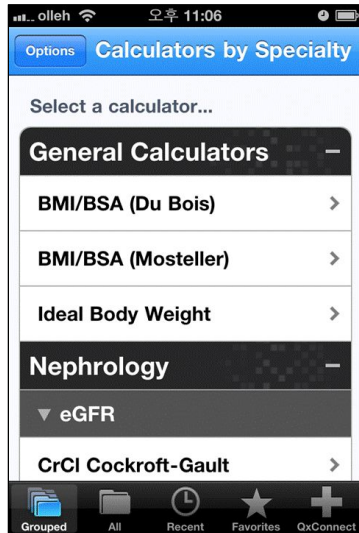 olleh 오후 11:06
Options Calculators by Specialty
Select a calculator...
General Calculators
BMI/BSA (Du Bois)
BMI/BSA (Mosteller)
Ideal Body Weight
Nephrology
eGFR
CrCl Cockroft-Gault
Grouped All Recent Favorites QxConnect